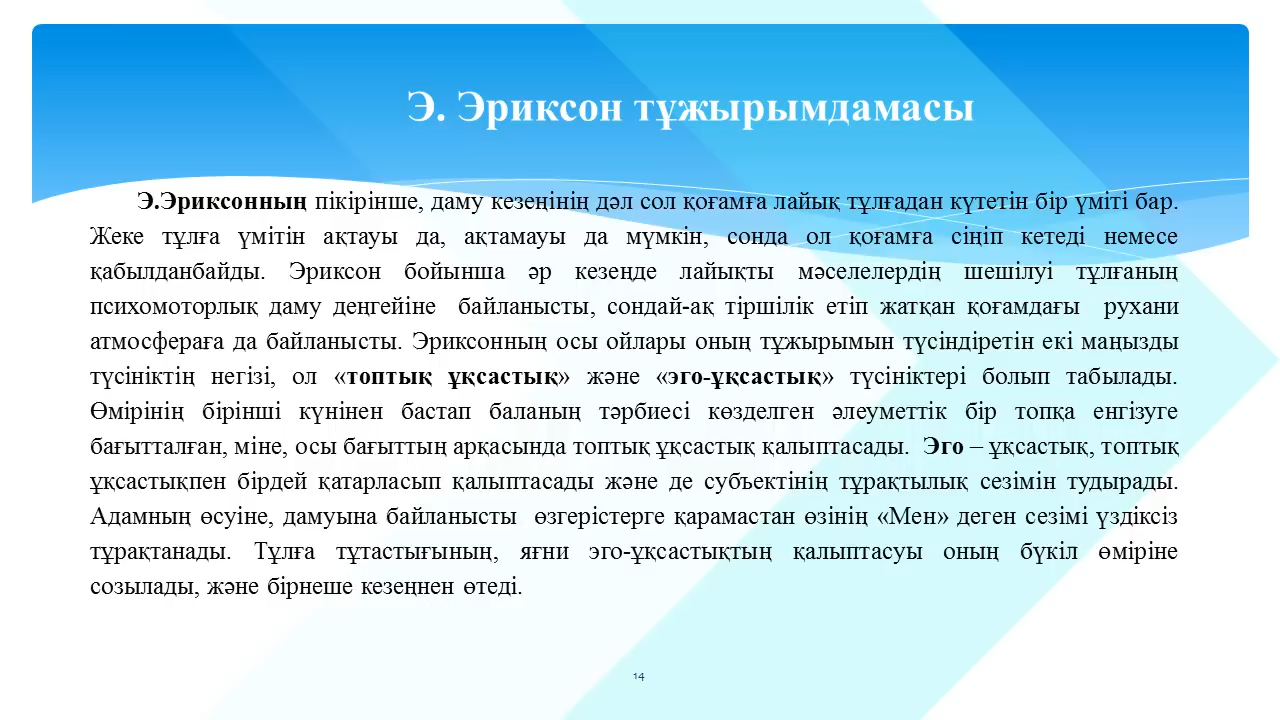 Э. Эриксон тұжырымдамасы
Э.Эриксонның пікірінше, даму кезеңінің дәл сол қоғамға лайық тұлғадан күтетін бір үміті бар.
Жеке тұлға үмітін ақтауы да, ақтамауы да мүмкін, сонда ол қоғамға сіңіп кетеді немесе
қабылданбайды. Эриксон бойынша әр кезеңде лайықты мәселелердің шешілуі тұлғаның
психомоторлық даму деңгейіне байланысты, сондай-ақ тіршілік етіп жатқан қоғамдағы рухани
атмосфераға да байланысты. Эриксонның осы ойлары оның тұжырымын түсіндіретін екі маңызды
түсініктің негізі, ол «топтық ұқсастық» және «эго-ұқсастық» түсініктері болып табылады.
Өмірінің бірінші күнінен бастап баланың тәрбиесі көзделген әлеуметтік бір топқа енгізуге
бағытталған, міне, осы бағыттың арқасында топтық ұқсастық қалыптасады. Эго – ұқсастық, топтық
ұқсастықпен бірдей қатарласып қалыптасады және де субъектінің тұрақтылық сезімін тудырады.
Адамның өсуіне, дамуына байланысты өзгерістерге қарамастан өзінің «Мен» деген сезімі үздіксіз
тұрақтанады. Тұлға тұтастығының, яғни эго-ұқсастықтың қалыптасуы оның бүкіл өміріне
созылады, және бірнеше кезеңнен өтеді.
14